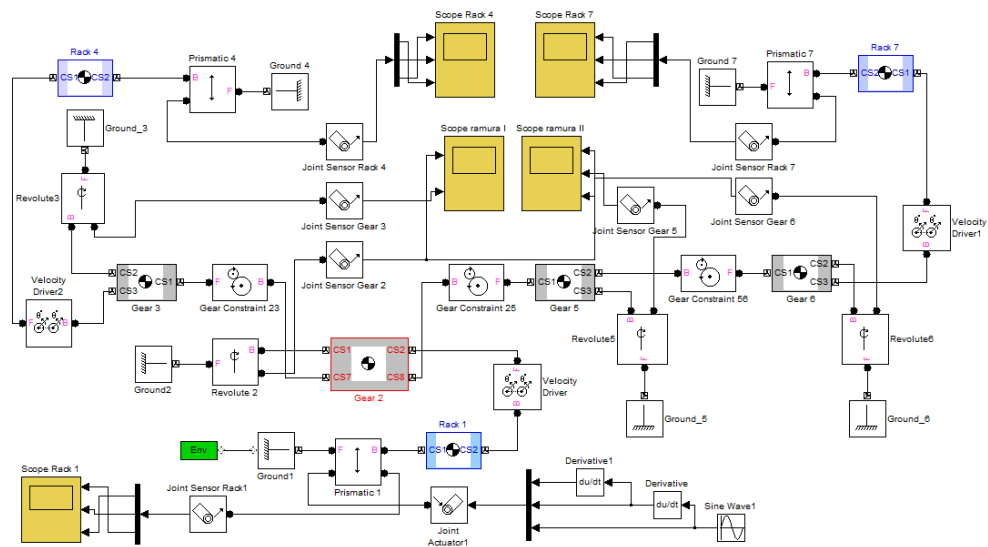 Scope Rack 4
Scope Rack 7
Rack 4
Prismatic 4
Ground 4
Ground 7
Prismatic 7
Rack 7
CS1
CS2
B
F
F
B
CS2
CS1
Ground_3
Joint Sensor Rack 4
Scope ramura I
Scope ramura II
Joint Sensor Rack 7
Revolute3
F
B
Joint Sensor Gear 3
Joint Sensor Gear 5
Joint Sensor Gear 6
F
B
Velocity
Driver1
Velocity
Driver2
F
B
CS2
CS3
CS1
Gear 3
F
B
Gear Constraint 23
Joint Sensor Gear 2
B
F
Gear Constraint 25
CS1
CS2
CS3
Gear 5
B
F
Gear Constraint 56
CS1
CS2
CS3
Gear 6
Ground2
F
B
Revolute 2
CS1
CS7
CS2
CS8
Gear 2
F
B
Velocity
Driver
B
F
Revolute5
B
F
Revolute6
Ground_5
Ground_6
Env
Ground1
F
B
Prismatic 1
Rack 1
CS1
CS2
Scope Rack 1
Joint Sensor Rack1
Joint
Actuator1
Derivative1
du/dt
Derivative
du/dt
Sine Wave1